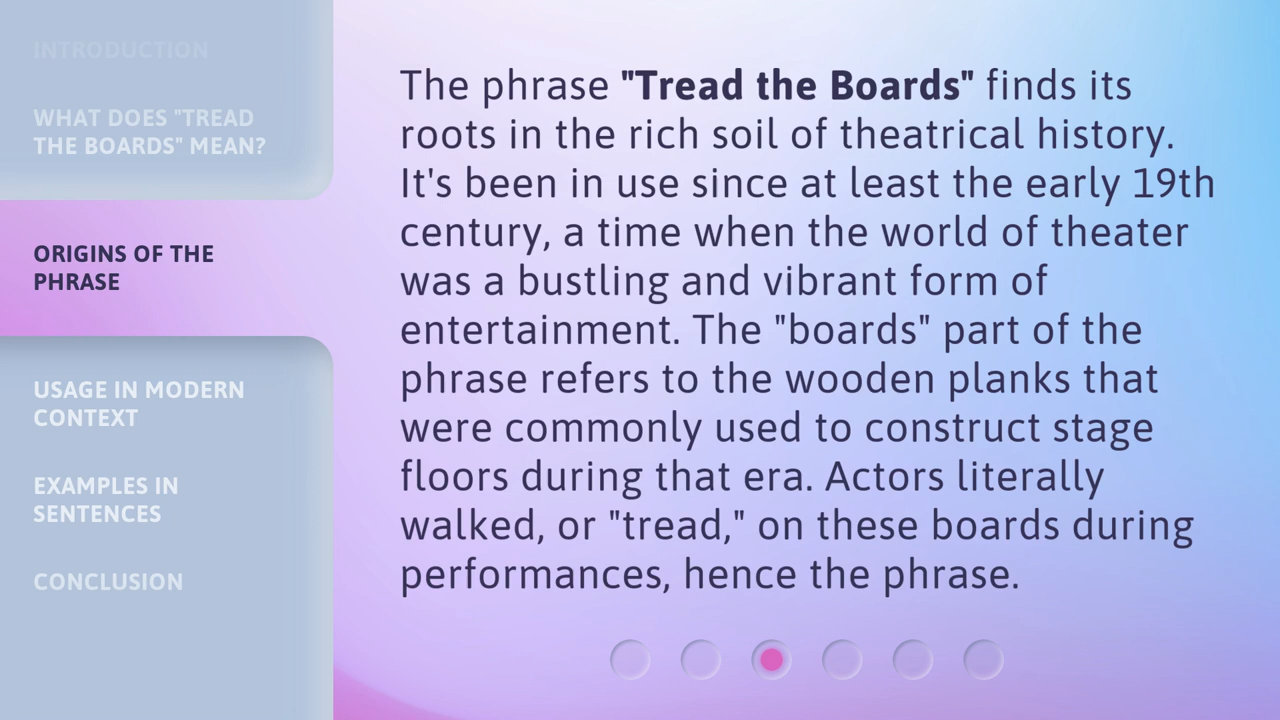 INTRODUCTION
WHAT DOES "TREAD
THE BOARDS" MEAN?
ORIGINS OF THE
PHRASE
USAGE IN MODERN
CONTEXT
EXAMPLES IN
SENTENCES
CONCLUSION
The phrase "Tread the Boards" finds its
roots in the rich soil of theatrical history.
It's been in use since at least the early 19th
century, a time when the world of theater
was a bustling and vibrant form of
entertainment. The "boards" part of the
phrase refers to the wooden planks that
were commonly used to construct stage
floors during that era. Actors literally
walked, or "tread," on these boards during
performances, hence the phrase.